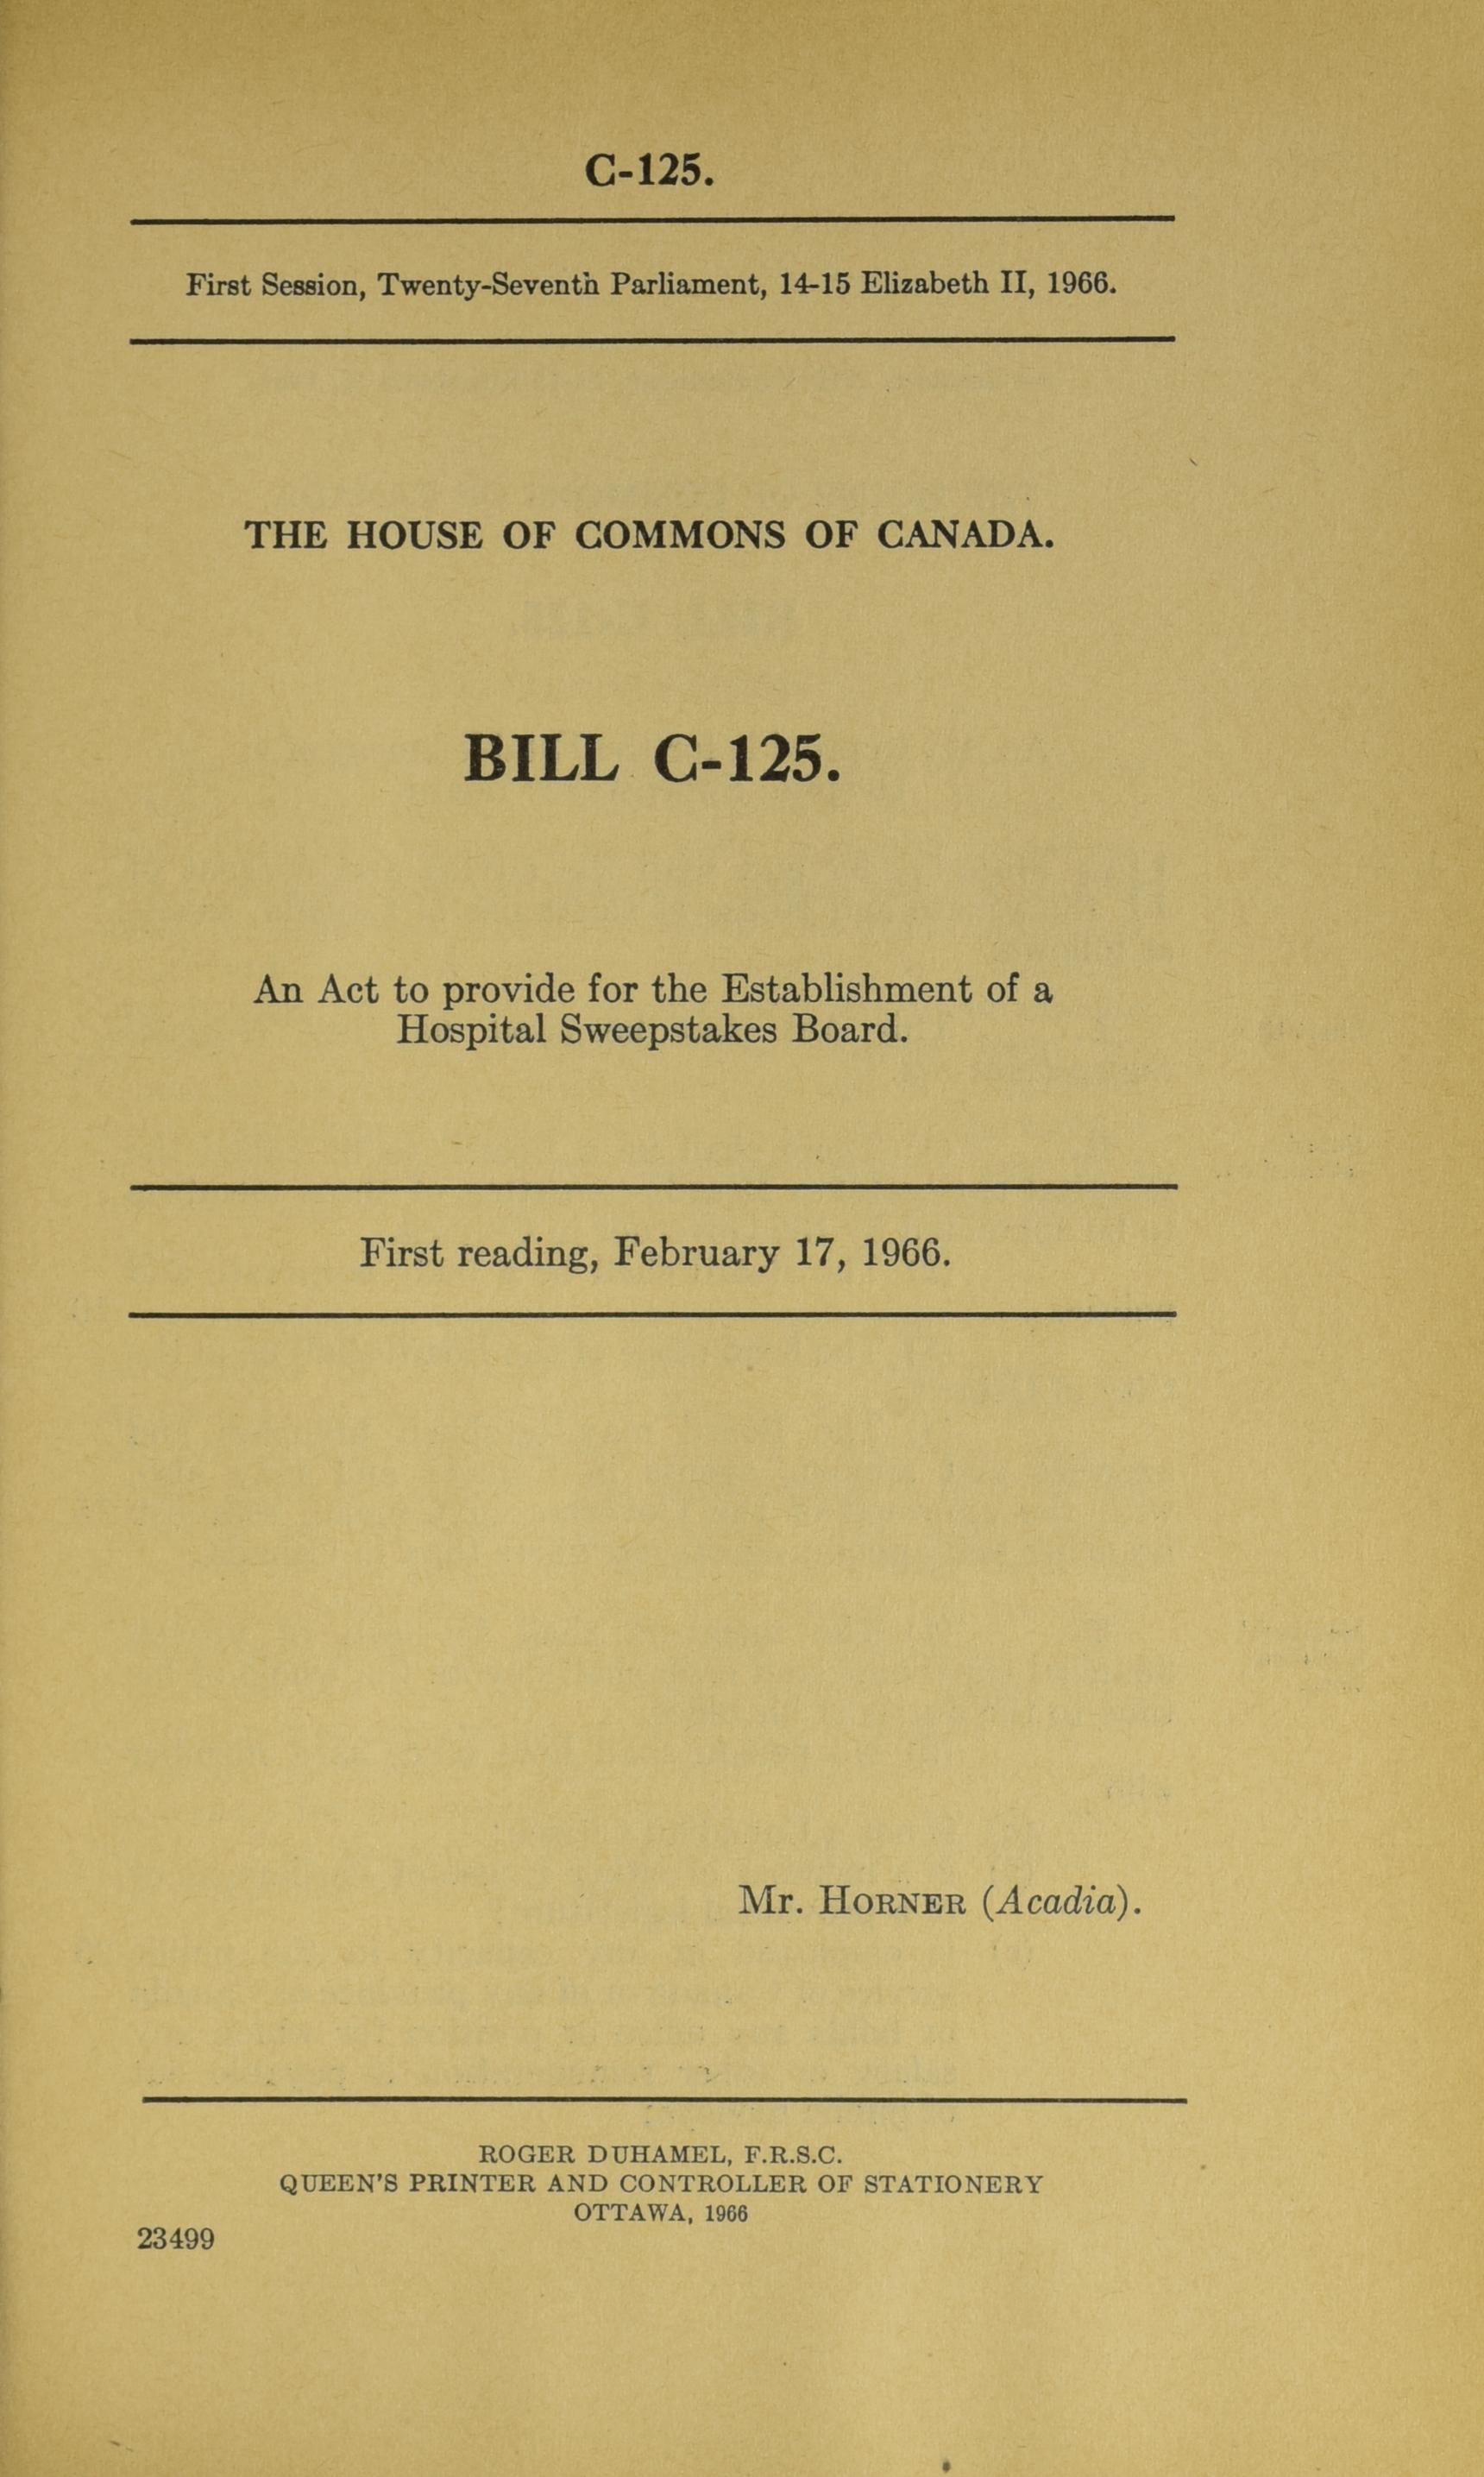 C-125.
First Session, Twenty-Seventh Parliament, 14-15 Elizabeth II, 1966.
THE HOUSE OF COMMONS OF CANADA.
BILL C-125.
An Act to provide for the Establishment of a
Hospital Sweepstakes Board.
First reading, February 17, 1966.
Mr. HORNER (Acadia).
ROGER DUHAMEL, F.R.S.C.
QUEEN'S PRINTER AND CONTROLLER OF STATIONERY
OTTAWA, 1966
23499